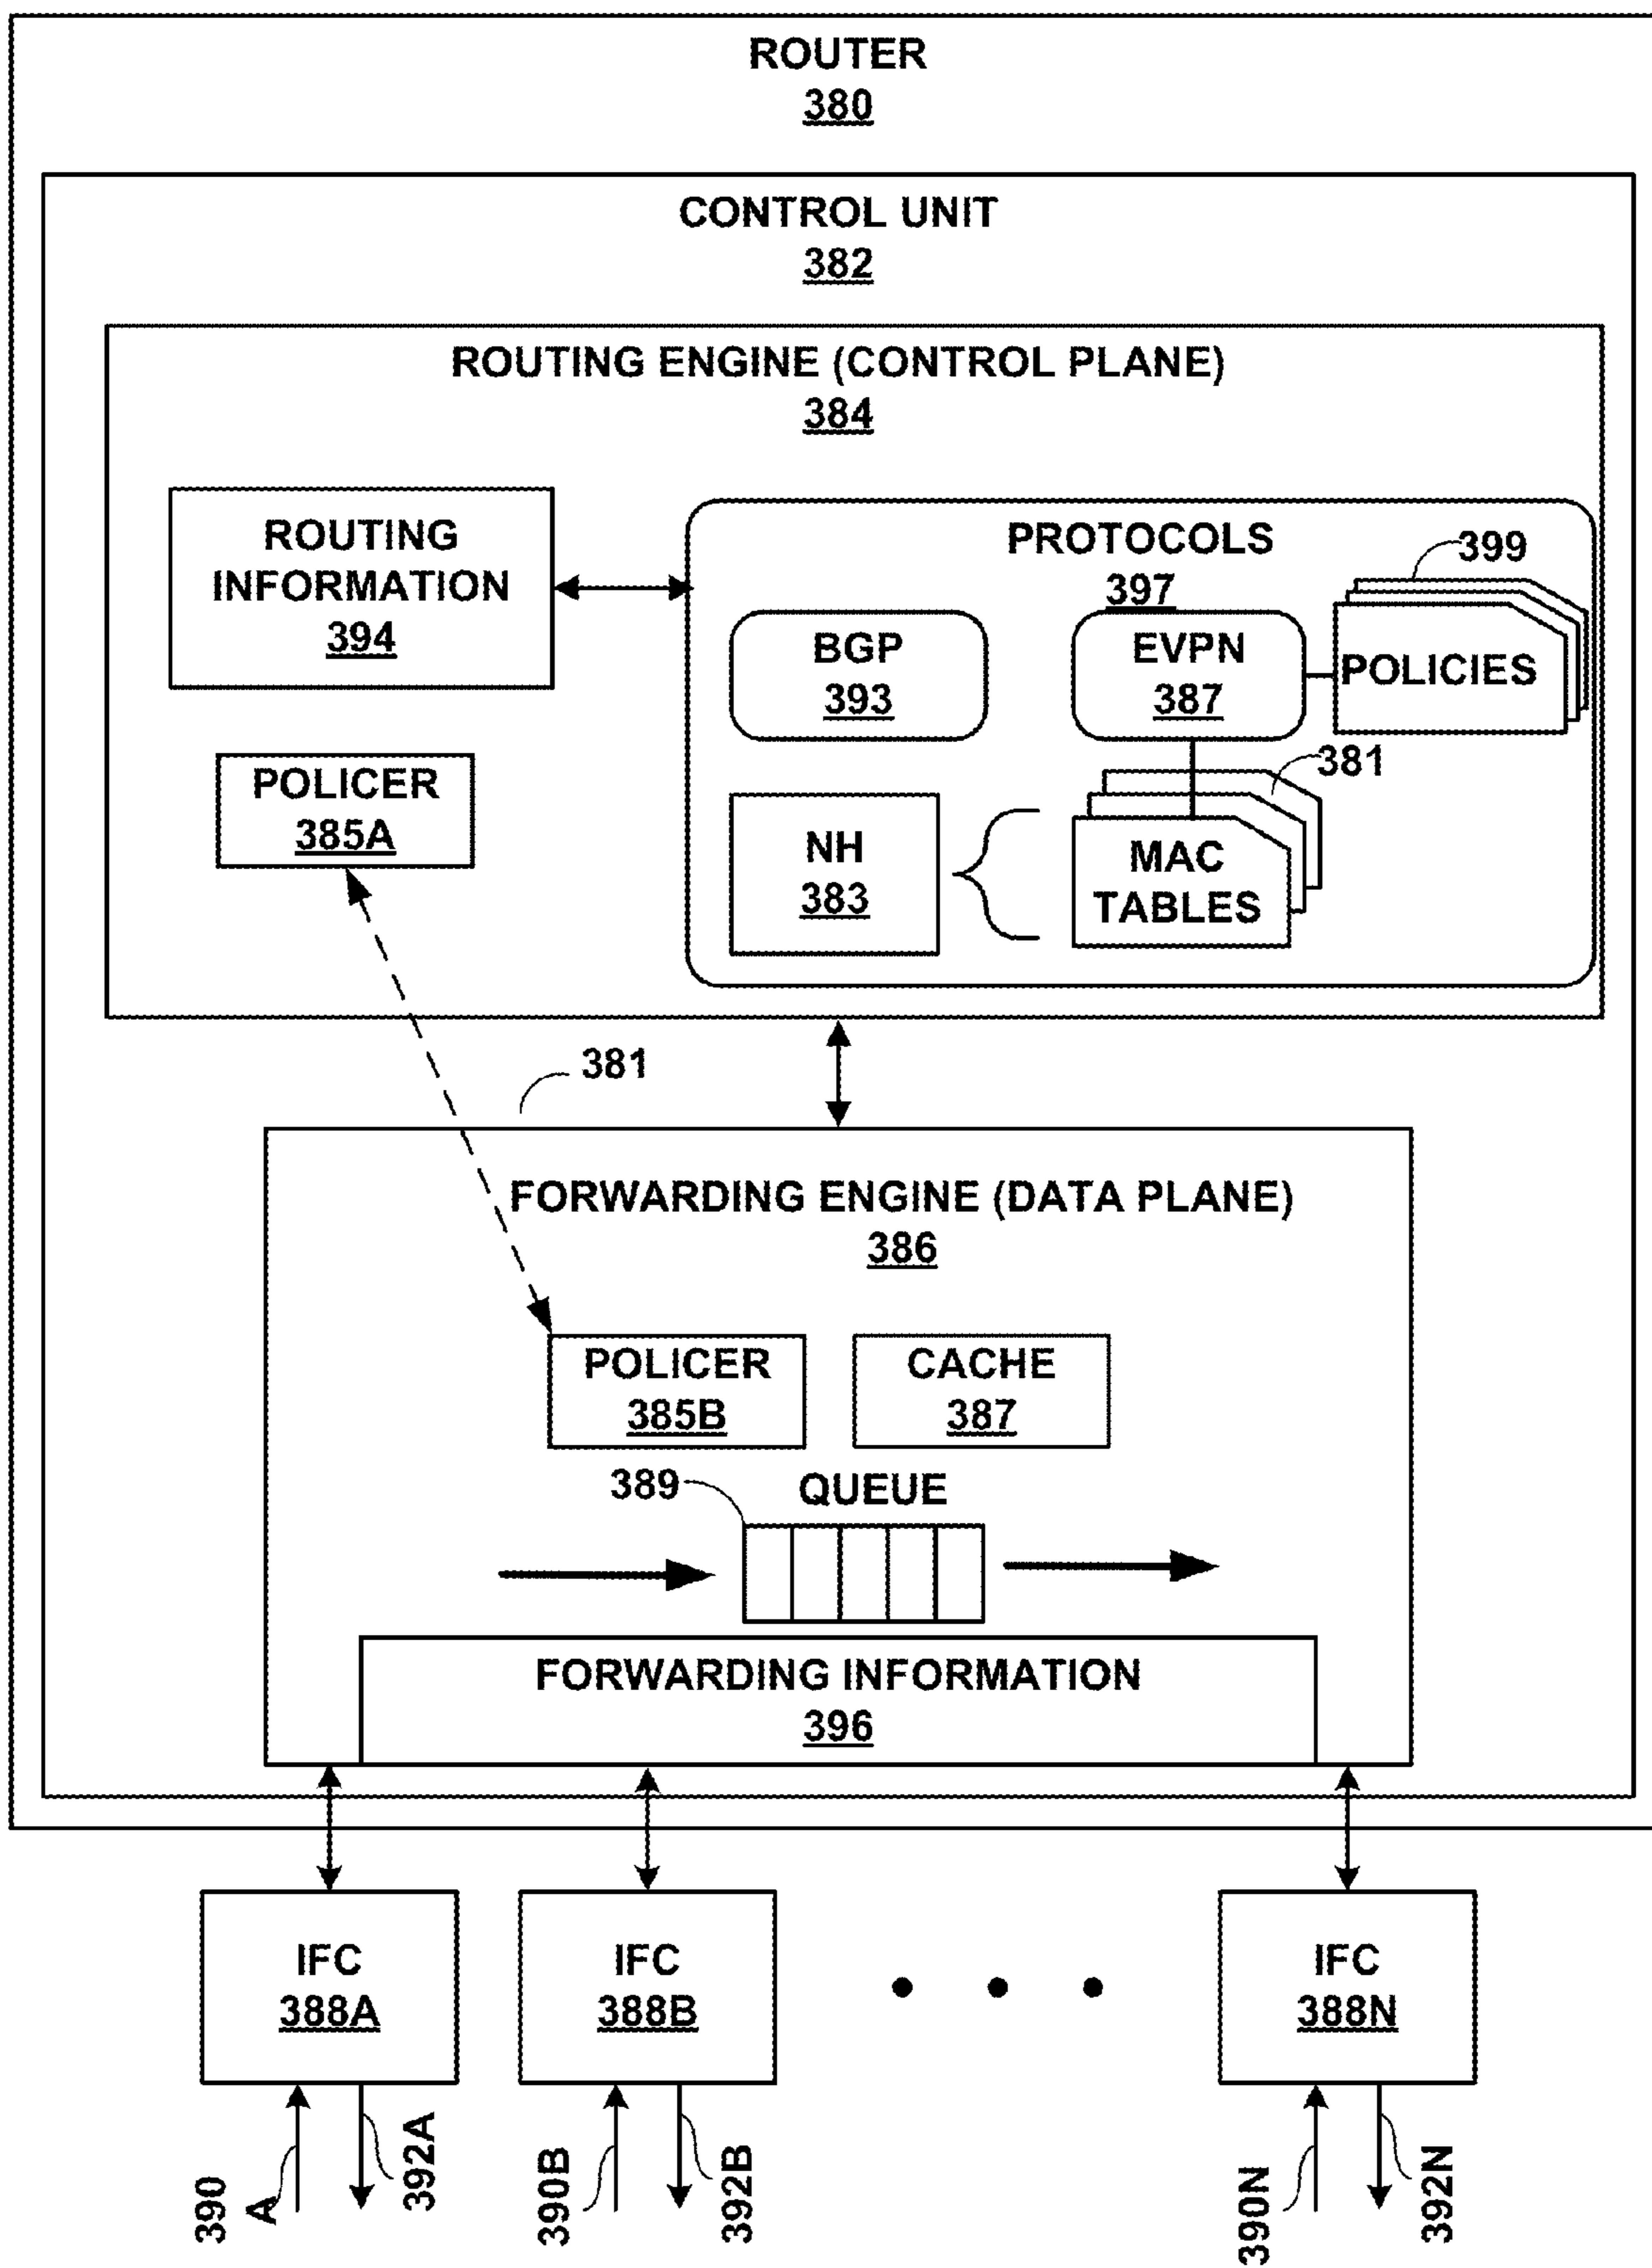 ROUTER
380
CONTROL UNIT
382
ROUTING ENGINE (CONTROL PLANE)
384
ROUTING
INFORMATION
394
PROTOCOLS
397
399
BGP
393
EVPN
387
POLICIES
POLICER
385A
381
NH
383
MAC
TABLES
381
FORWARDING ENGINE (DATA PLANE)
386
POLICER
385B
CACHE
387
389
QUEUE
FORWARDING INFORMATION
396
IFC
388A
IFC
388B
IFC
388N
390
A
392A
390B
392B
390N
392N